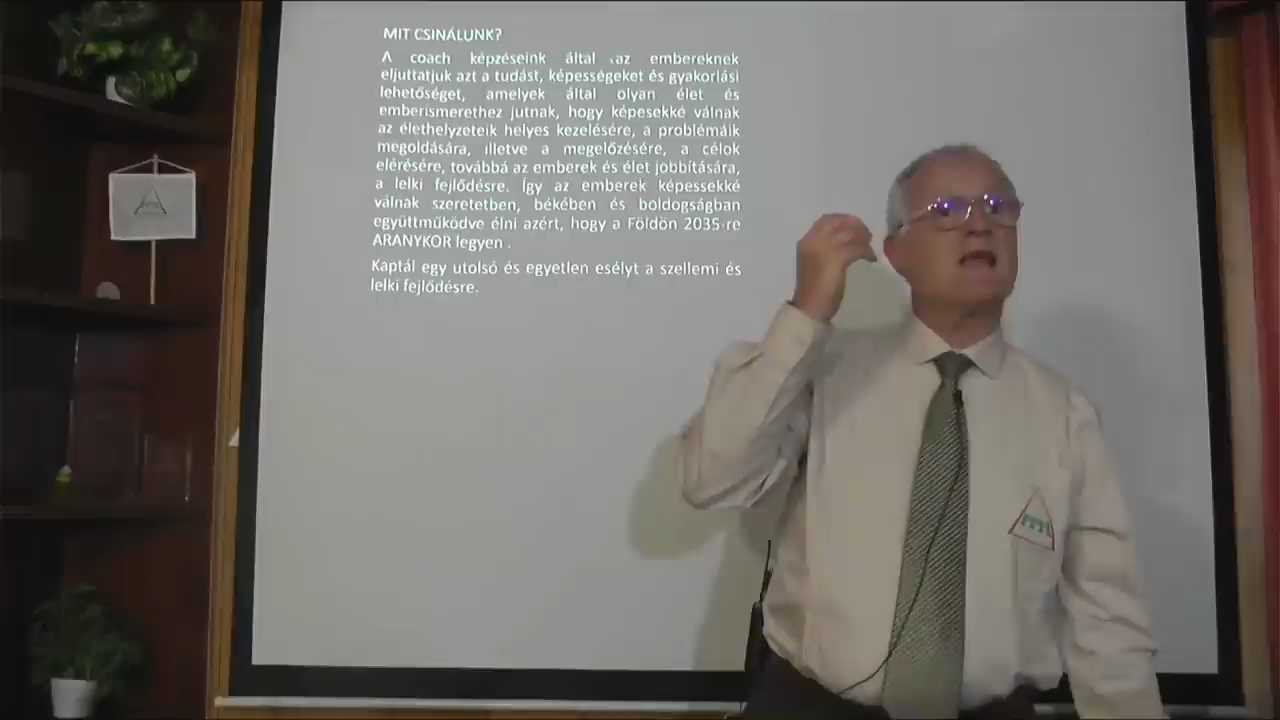 MIT CSINÁLUNK?
A coach képzéseink által az embereknek
eljuttatjuk azt a tudást, képességeket és gyakorlási
lehetőséget, amelyek által olyan élet és
emberismerethez jutnak, hogy képesekké válnak
az élethelyzeteik helyes kezelésére, a problémáik
megoldására, illetve a megelőzésére, a célok
elérésére, továbbá az emberek és élet jobbítására,
a lelki fejlődésre. Így az emberek képessekké
válnak szeretetben, békében és boldogságban
együttműködve élni azért, hogy a Földön 2035-re
ARANYKOR legyen .
Kaptál egy utolsó és egyetlen esélyt a szellemi és
lelki fejlődésre.